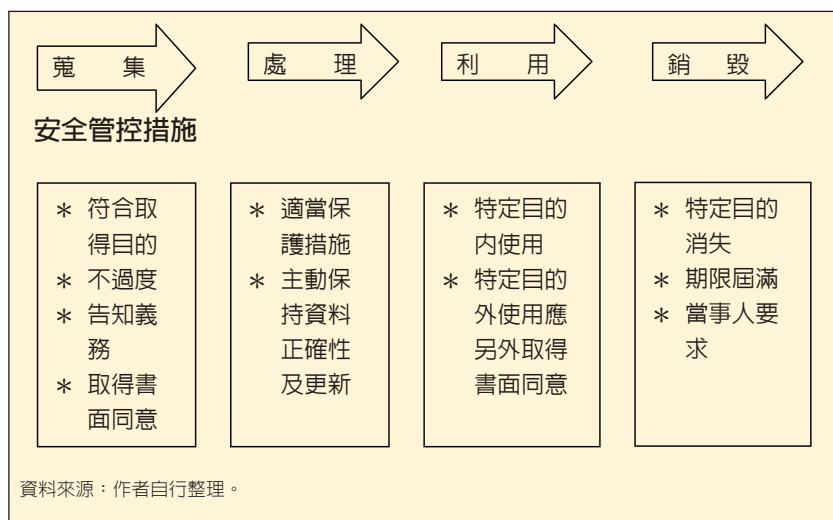 蒐 集
處 理
利 用
銷 毀
安全管控措施
＊ 符合取
得目的
＊ 不過度
＊ 告知義
務
＊ 取得書
面同意
＊ 適當保
護措施
＊ 主動保
持資料
正確性
及更新
＊ 特定目的
內使用
＊ 特定目的
外使用應
另外取得
書面同意
＊ 特定目的
消失
＊ 期限屆滿
＊ 當事人要
求
資料來源：作者自行整理。